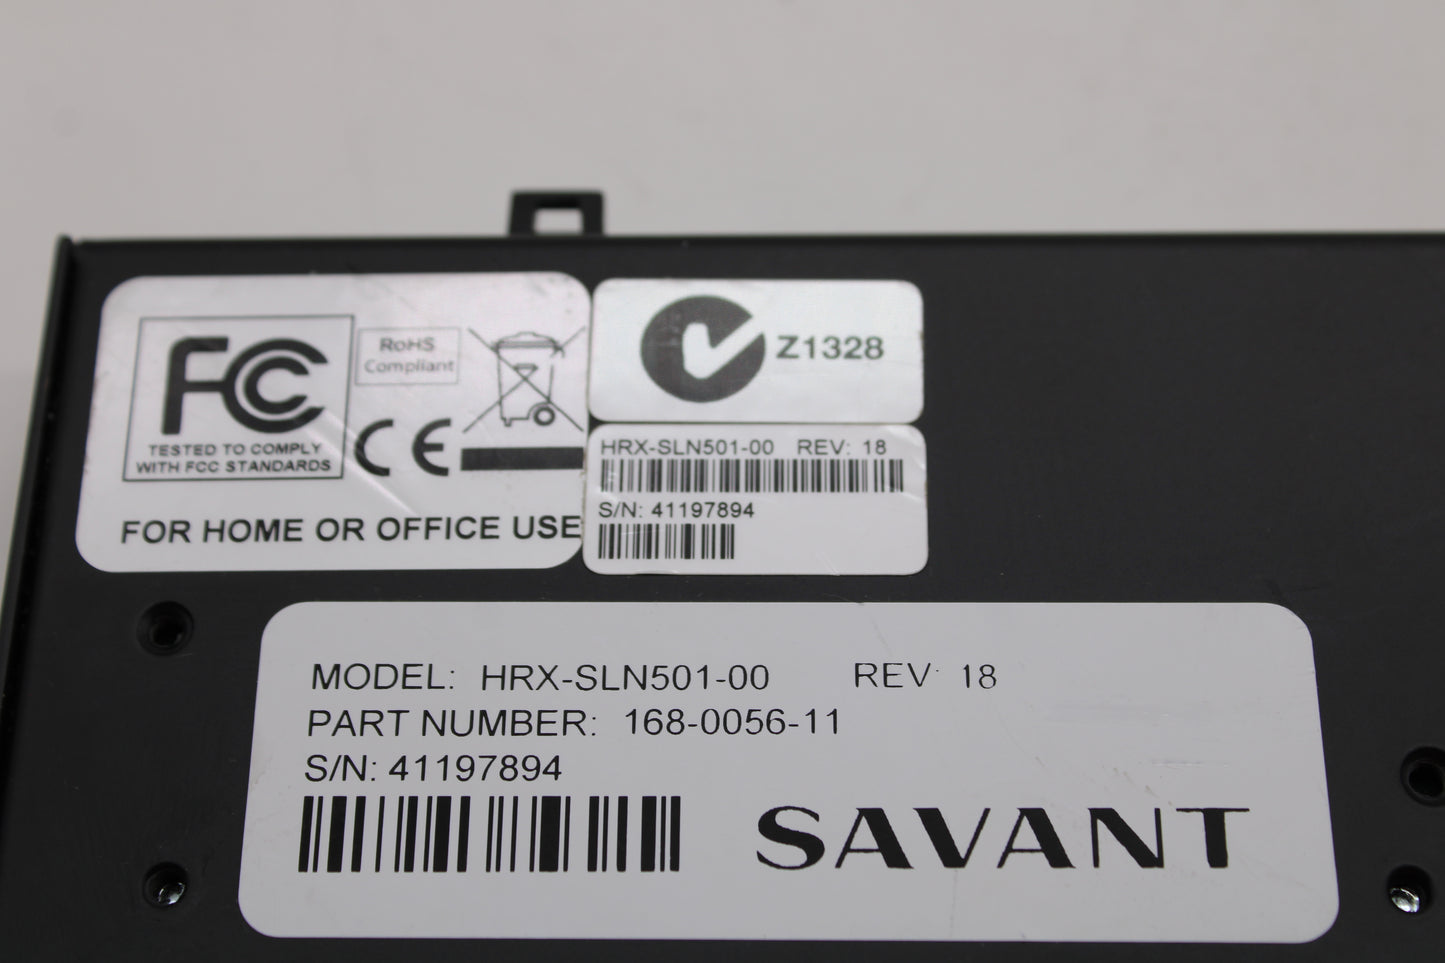 FC
TESTED TO COMPLY
WITH FCC STANDARDS
RoHS
Compliant
CE
FOR HOME OR OFFICE USE
Z1328
HRX-SLN501-00 REV: 18
S/N: 41197894
MODEL: HRX-SLN501-00 REV: 18
PART NUMBER: 168-0056-11
S/N: 41197894
SAVANT